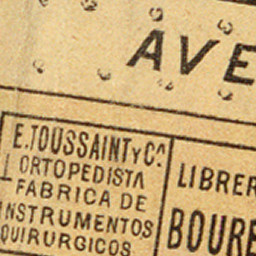 AVE
E. TOUSSAINT Y Cª
ORTOPEDISTA
FABRICA DE
INSTRUMENTOS
QUIRURGICOS
LIBRER
BOURE